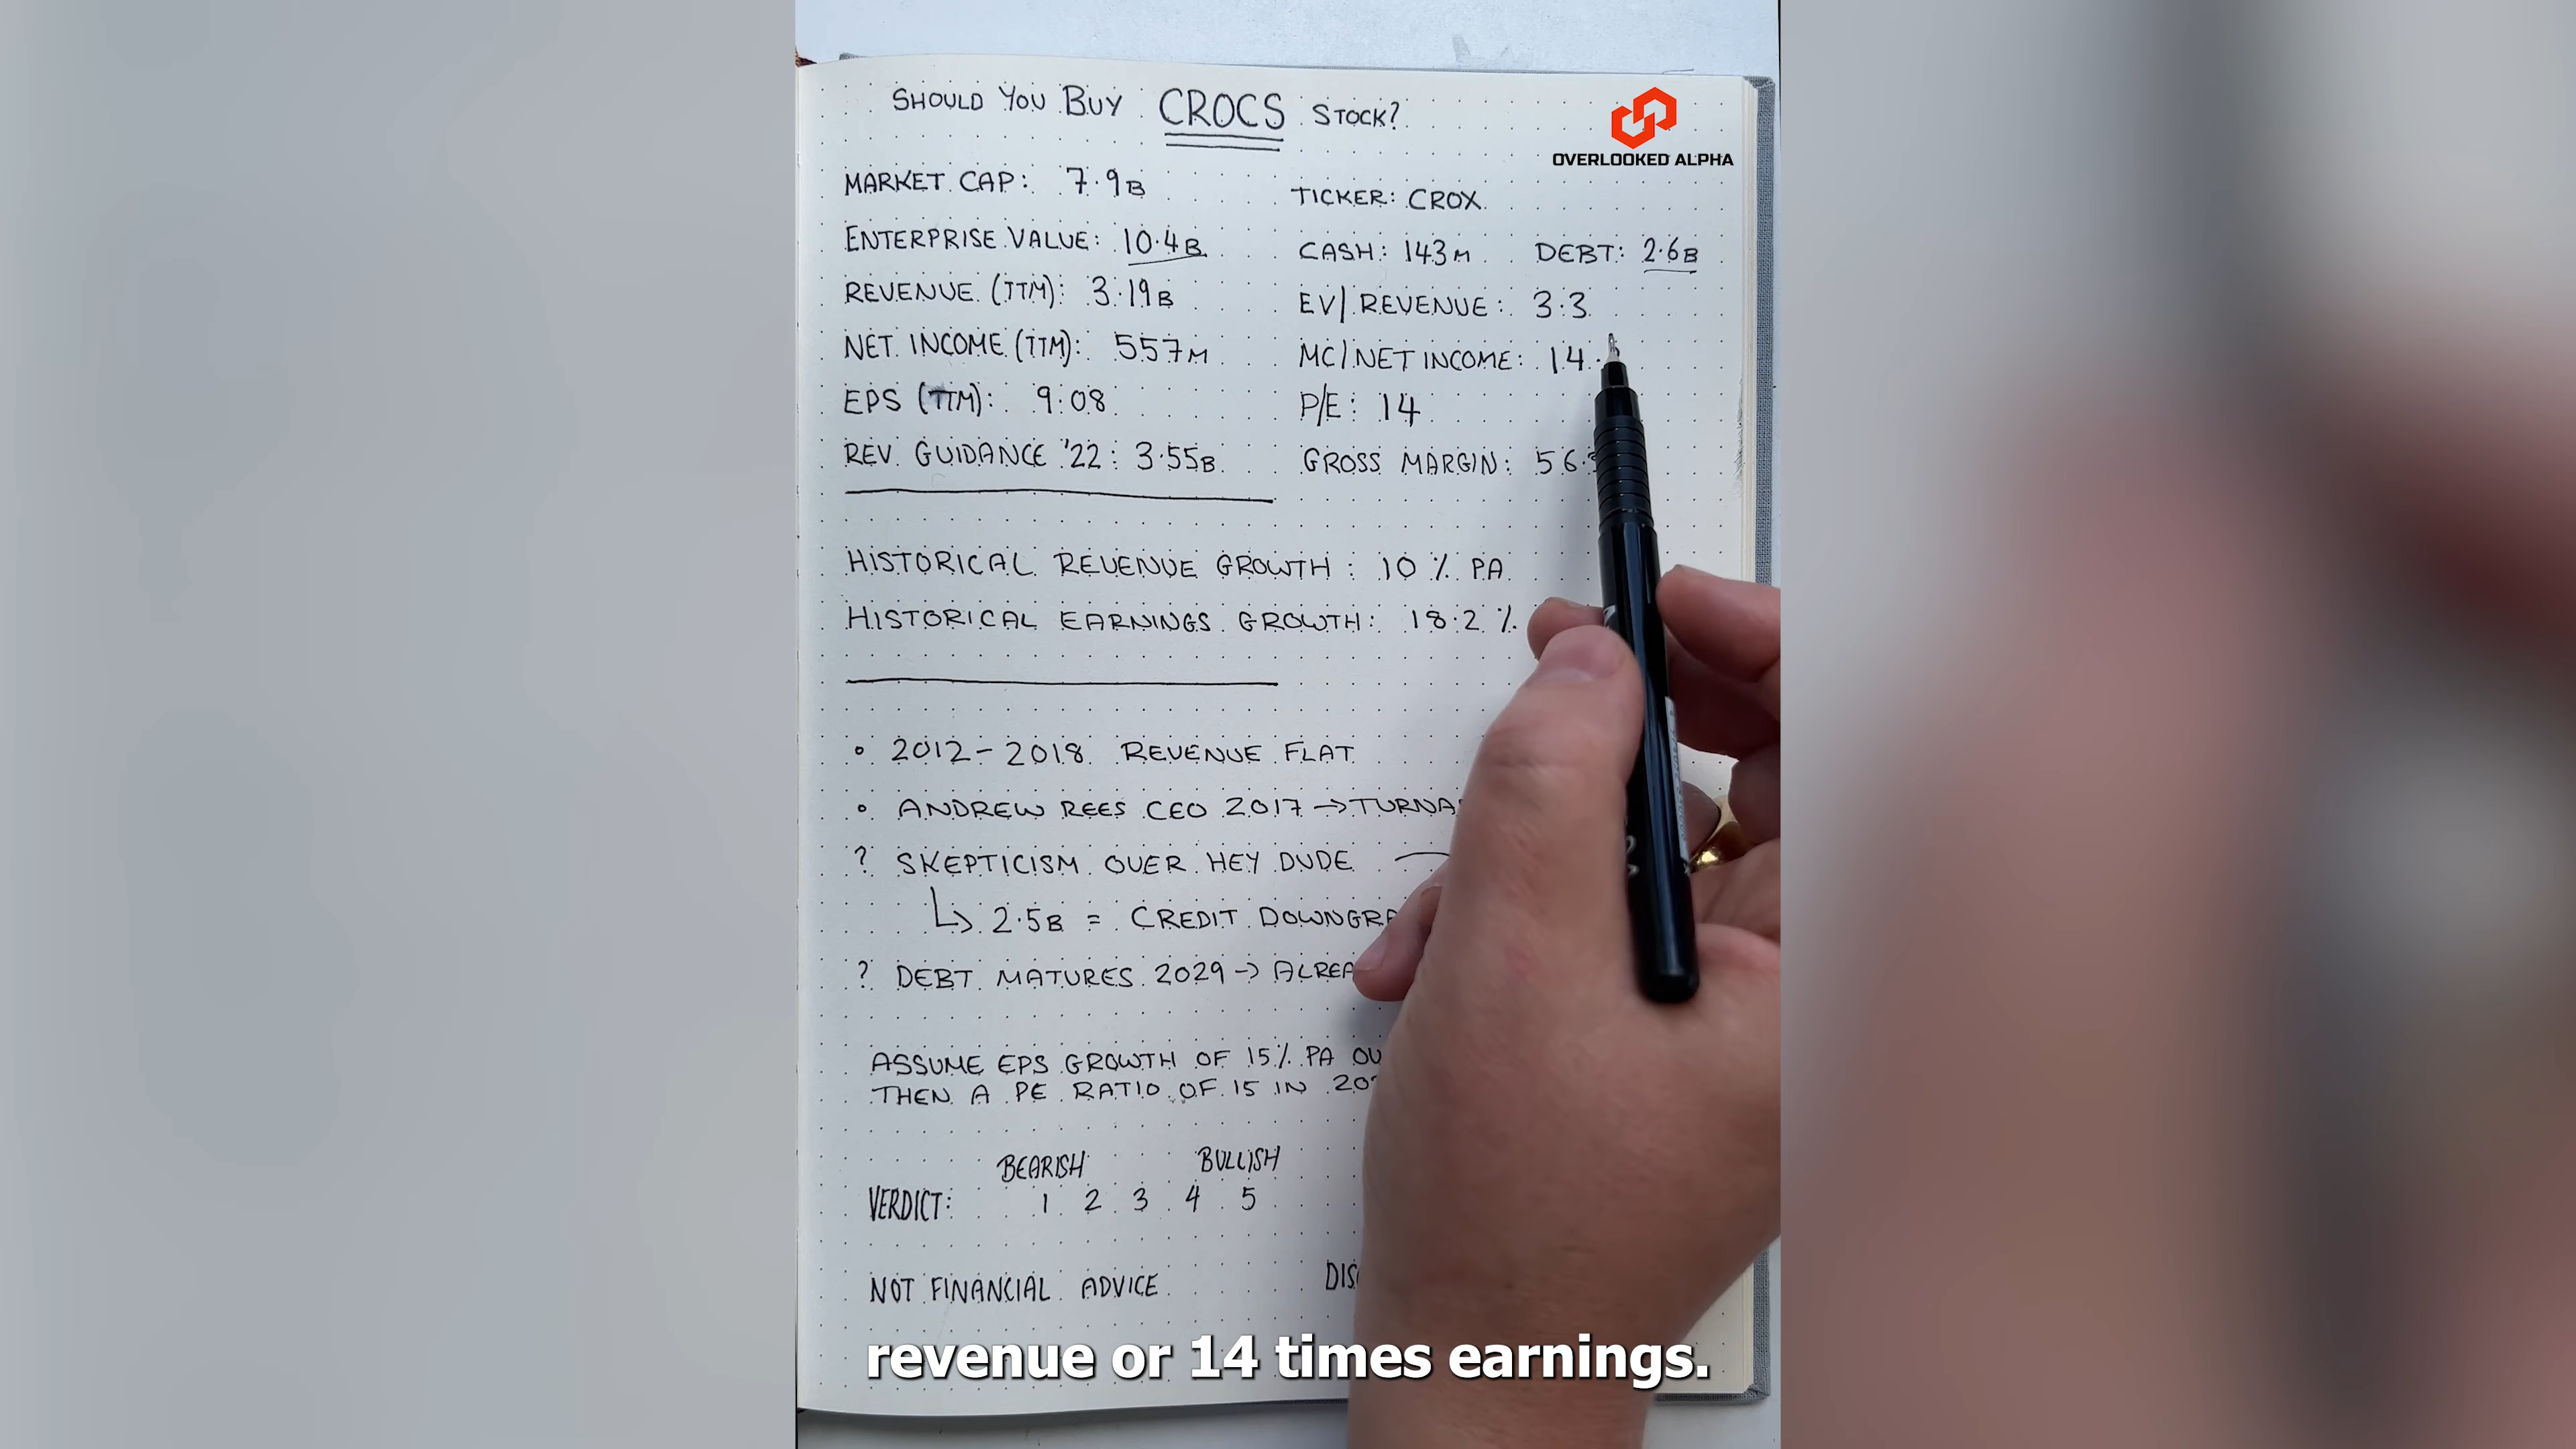 SHOULD YOU BUY CROCS STOCK?
OVERLOOKED ALPHA
MARKET CAP: 7.9B
TICKER: CROX
ENTERPRISE VALUE: 10.4B
CASH: 143M DEBT: 2.6B
REVENUE (TTM): 3.19B
EV/REVENUE: 3.3
NET INCOME (TTM): 557M
MC/NET INCOME: 14.
EPS (TTM): 9.08
P/E: 14
REV. GUIDANCE '22: 3.55B
GROSS MARGIN: 56.
HISTORICAL REVENUE GROWTH: 10% PA
HISTORICAL EARNINGS GROWTH: 18.2%
• 2012-2018 REVENUE FLAT
• ANDREW REES CEO 2017 →
? SKEPTICISM OVER HEY DUDE
↳ 2.5B = CREDIT
? DEBT MATURES 2029 →
ASSUME EPS GROWTH OF 15% PA
THEN A PE RATIO OF 15 IN
BEARISH BULLISH
VERDICT: 1 2 3 4 5
NOT FINANCIAL ADVICE
revenue or 14 times earnings.